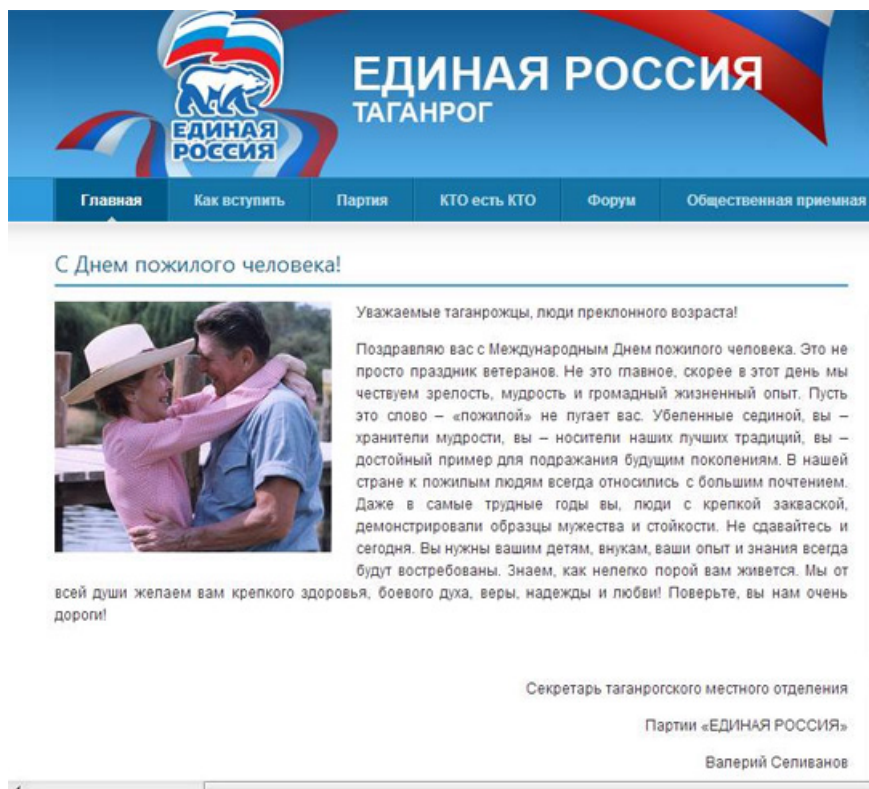 ЕДИНАЯ
РОССИЯ
ЕДИНАЯ РОССИЯ
ТАГАНРОГ
Главная Как вступить Партия КТО есть КТО Форум Общественная приемная
С Днем пожилого человека!
Уважаемые таганрожцы, люди преклонного возраста!
Поздравляю вас с Международным Днем пожилого человека. Это не
просто праздник ветеранов. Не это главное, скорее в этот день мы
чествуем зрелость, мудрость и громадный жизненный опыт. Пусть
это слово – «пожилой» не пугает вас. Убеленные сединой, вы –
хранители мудрости, вы – носители наших лучших традиций, вы –
достойный пример для подражания будущим поколениям. В нашей
стране к пожилым людям всегда относились с большим почтением.
Даже в самые трудные годы вы, люди с крепкой закваской,
демонстрировали образцы мужества и стойкости. Не сдавайтесь и
сегодня. Вы нужны вашим детям, внукам, ваши опыт и знания всегда
будут востребованы. Знаем, как нелегко порой вам живется. Мы от
всей души желаем вам крепкого здоровья, боевого духа, веры, надежды и любви! Поверьте, вы нам очень
дороги!
Секретарь таганрогского местного отделения
Партии «ЕДИНАЯ РОССИЯ»
Валерий Селиванов